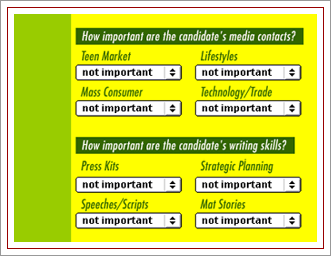 How important are the candidate's media contacts?
Teen Market Lifestyles
not important not important
Mass Consumer Technology/Trade
not important not important
How important are the candidate's writing skills?
Press Kits Strategic Planning
not important not important
Speeches/Scripts Mat Stories
not important not important